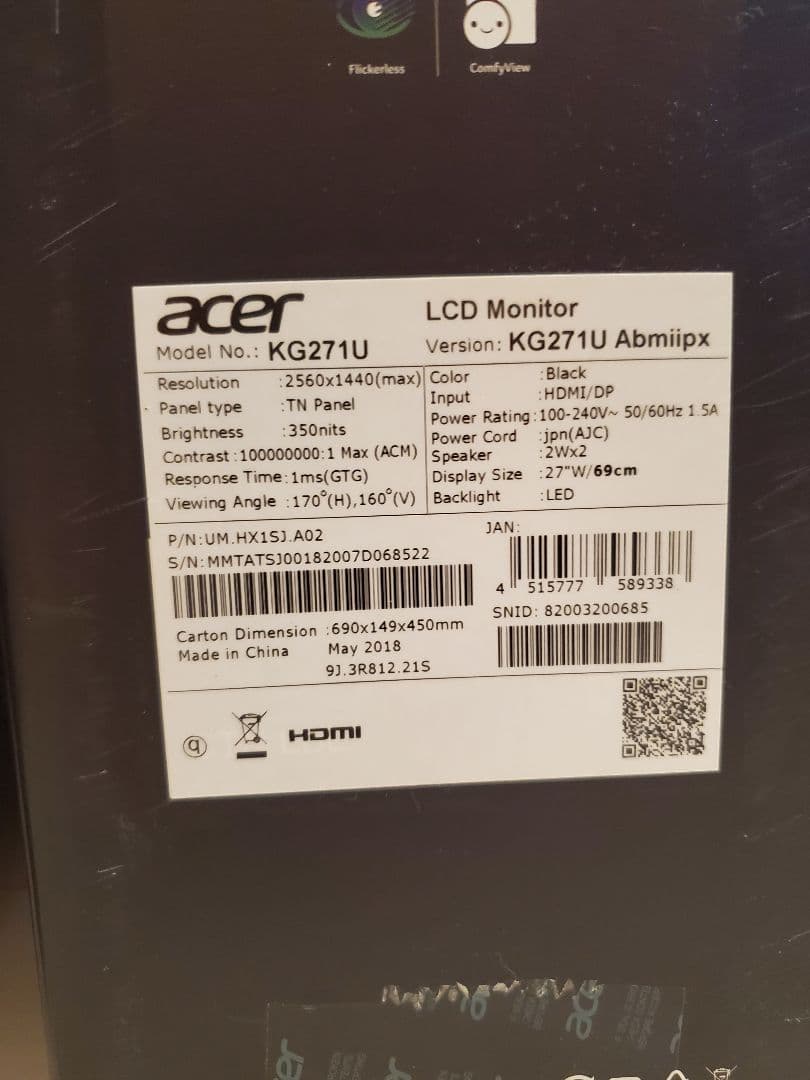 Flickerless
ComfyView
acer
LCD Monitor
Model No.: KG271U
Version: KG271U Abmiipx
Resolution :2560x1440(max)
Panel type :TN Panel
Brightness :350nits
Contrast :100000000:1 Max (ACM)
Response Time:1ms(GTG)
Viewing Angle :170°(H),160°(V)
Color :Black
Input :HDMI/DP
Power Rating:100-240V~ 50/60Hz 1.5A
Power Cord :jpn(AJC)
Speaker :2Wx2
Display Size :27"W/69cm
Backlight :LED
P/N:UM.HX1SJ.A02
S/N:MMTATSJ00182007D068522
JAN:
4 515777 589338
SNID: 82003200685
Carton Dimension :690x149x450mm
Made in China May 2018
9J.3R812.21S
q
HDMI